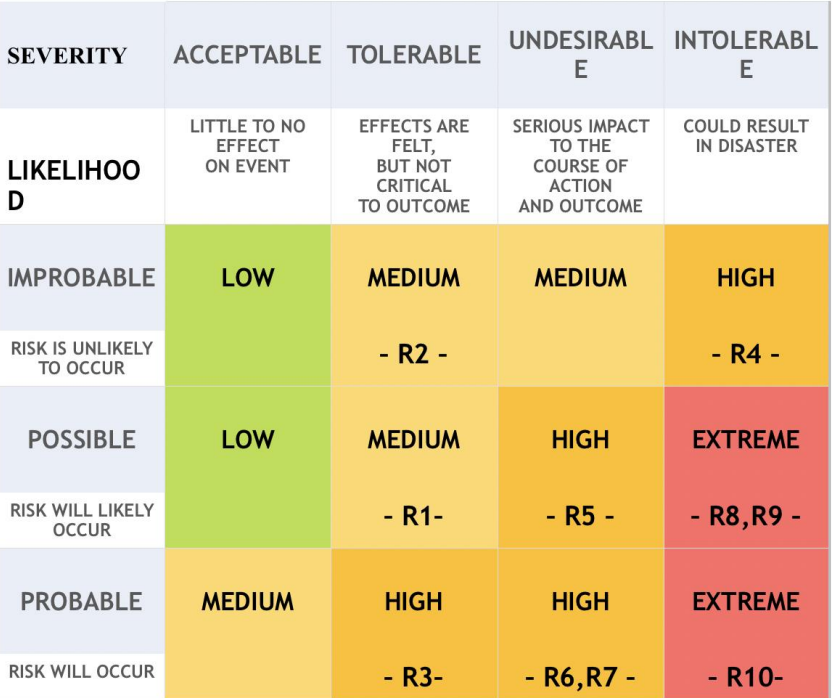 SEVERITY
ACCEPTABLE
TOLERABLE
UNDESIRABL
E
INTOLERABL
E
LIKELIHOO
D
LITTLE TO NO
EFFECT
ON EVENT
EFFECTS ARE
FELT,
BUT NOT
CRITICAL
TO OUTCOME
SERIOUS IMPACT
TO THE
COURSE OF
ACTION
AND OUTCOME
COULD RESULT
IN DISASTER
IMPROBABLE
RISK IS UNLIKELY
TO OCCUR
LOW
MEDIUM
- R2 -
MEDIUM
HIGH
- R4 -
POSSIBLE
RISK WILL LIKELY
OCCUR
LOW
MEDIUM
- R1-
HIGH
- R5 -
EXTREME
- R8,R9 -
PROBABLE
RISK WILL OCCUR
MEDIUM
HIGH
- R3-
HIGH
- R6,R7 -
EXTREME
- R10-